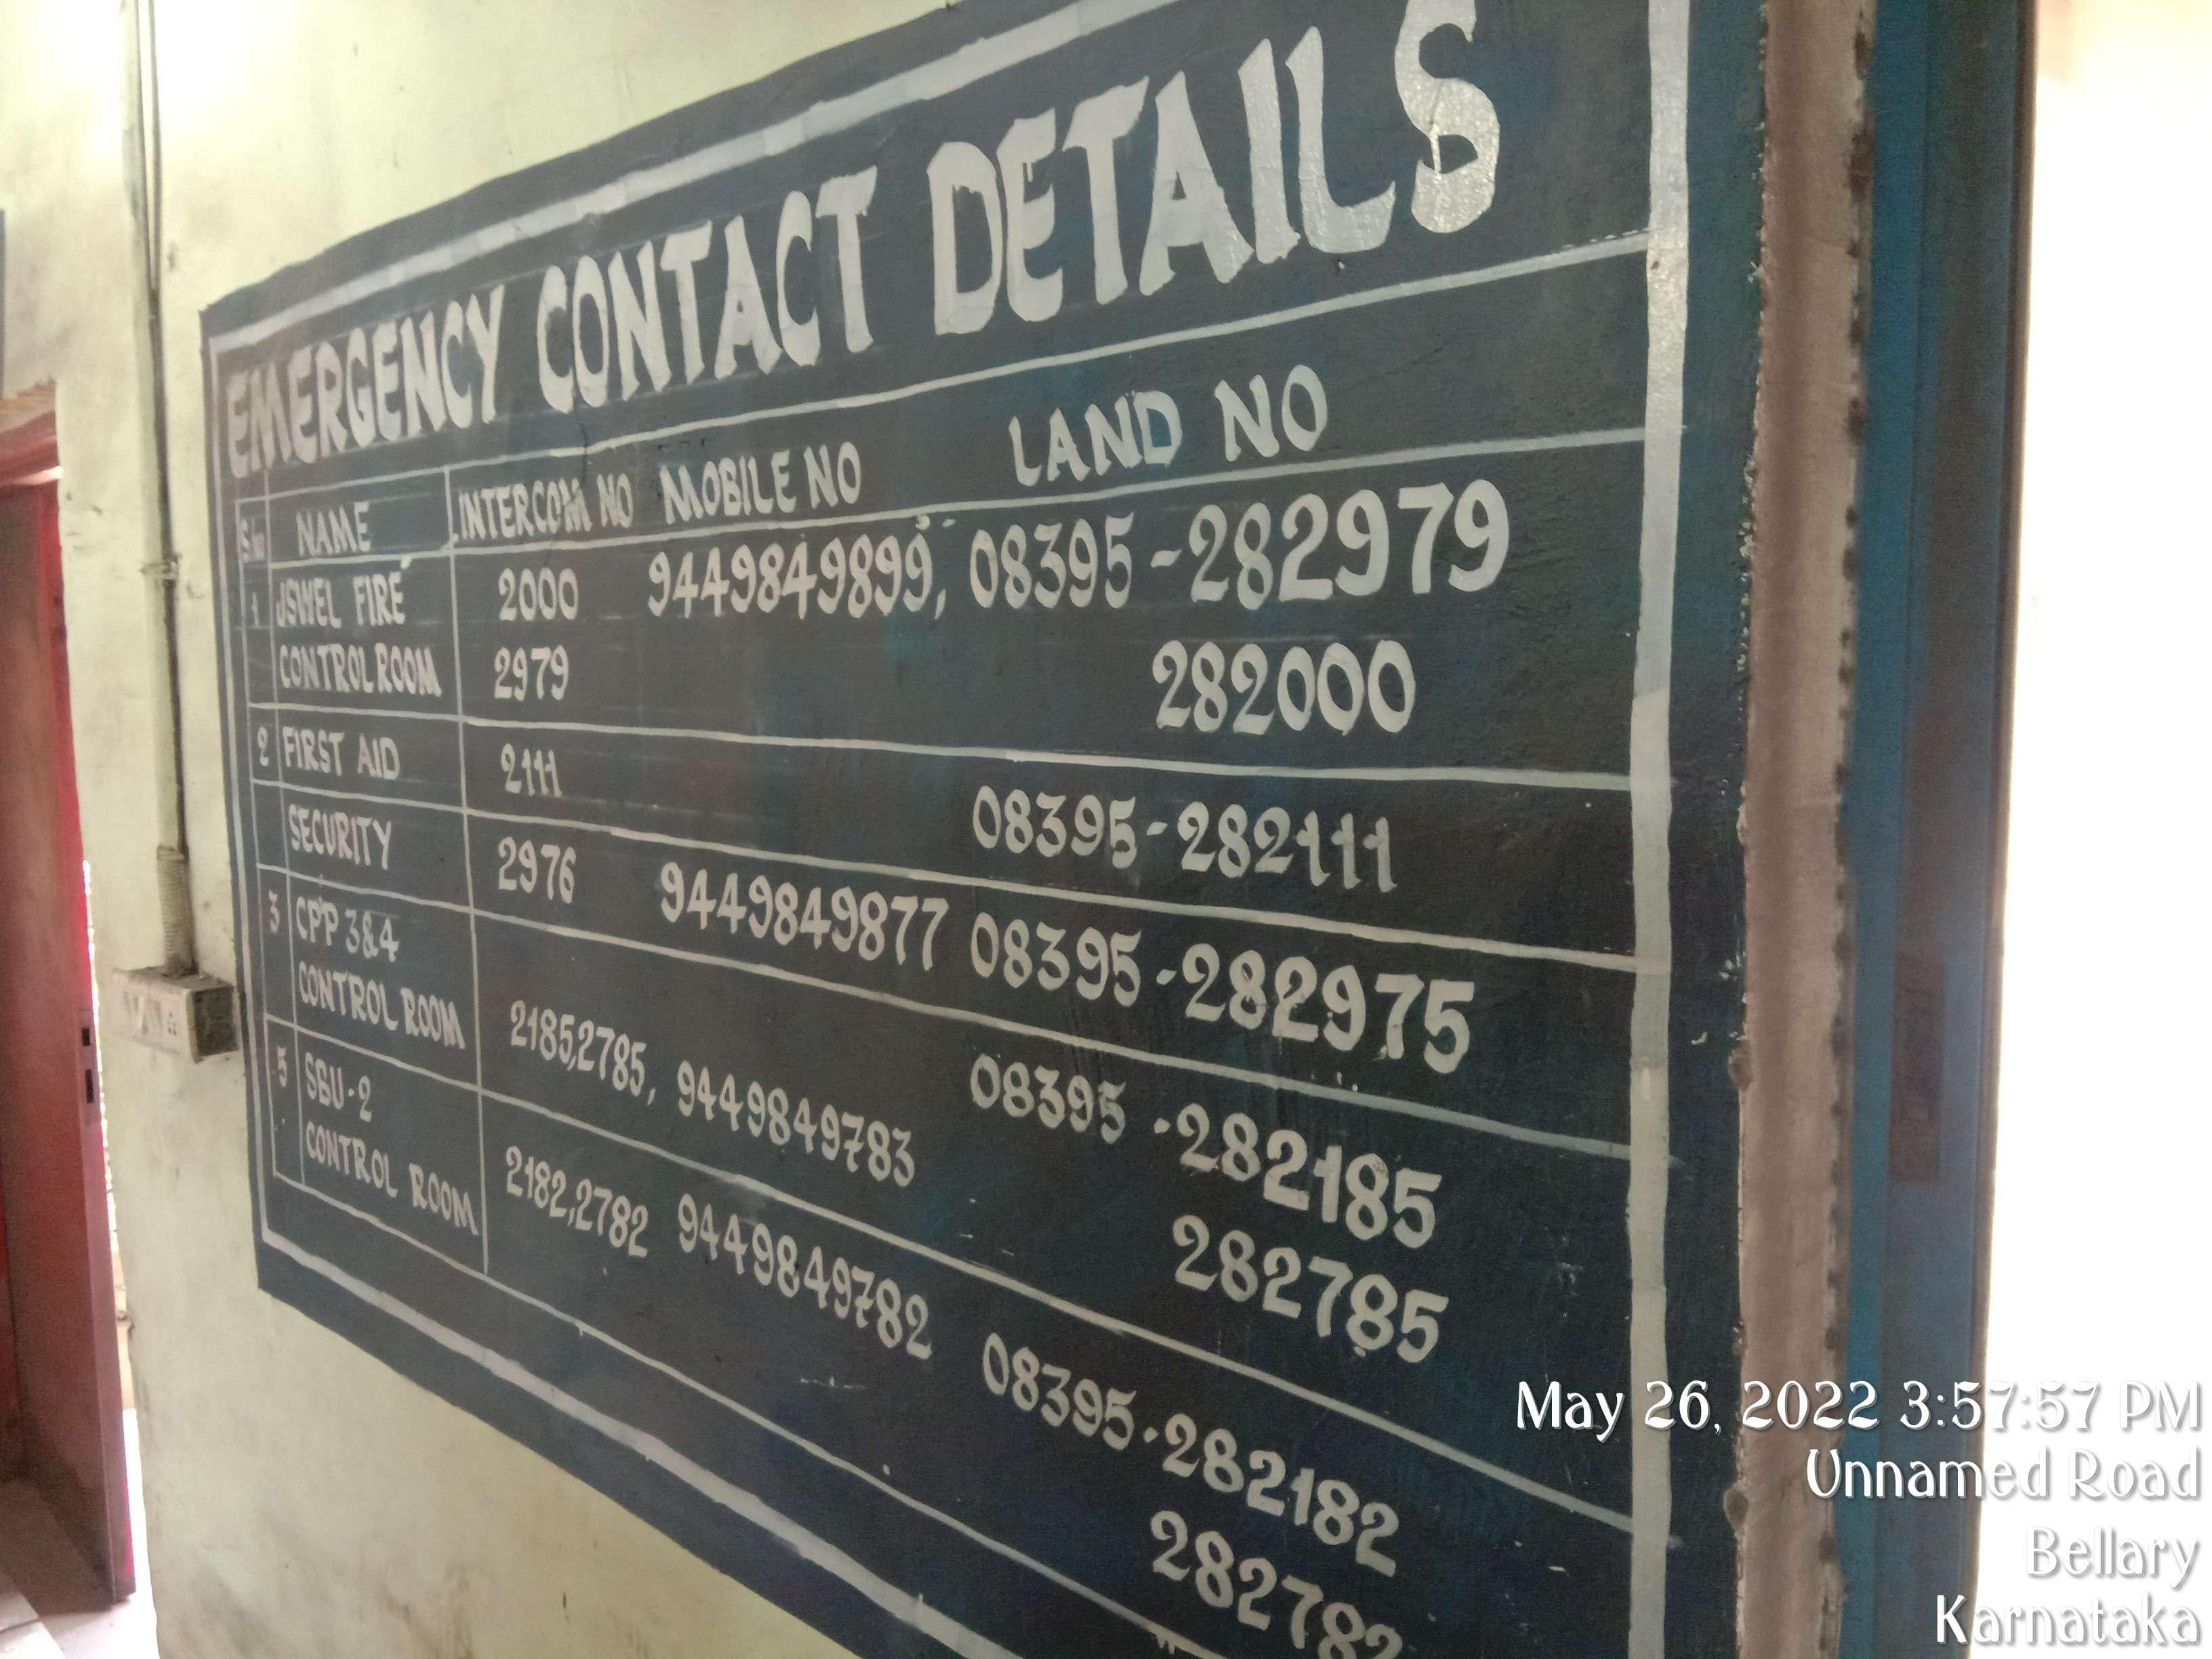 EMERGENCY CONTACT DETAILS
S.NO NAME INTERCOM NO MOBILE NO LAND NO
1 JSWEL FIRE 2000 9449849899, 08395-282979
CONTROL ROOM 2979 282000
2 FIRST AID 2111 08395-282111
SECURITY 2976 9449849877 08395-282975
3 CPP 3&4
CONTROL ROOM 2185,2785, 9449849783 08395-282185
282785
5 SBU-2
CONTROL ROOM 2182,2782 9449849782 08395-282182
282782
May 26, 2022 3:57:57 PM
Unnamed Road
Bellary
Karnataka